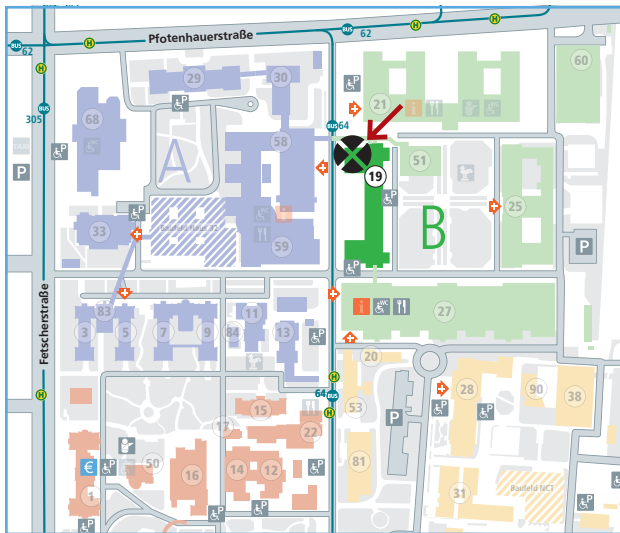 62
H
BUS
62
H
H
BUS
Pfotenhauerstraße
60
29
30
P
21
i
305
BUS
68
P
BUS
64
58
P
A
51
19
P
33
P
i
59
Baufeld Haus 32
25
B
P
P
Fetscherstraße
83
3
5
7
9
84
11
13
P
i
WC
27
20
H
64
BUS
H
H
53
P
28
90
38
P
P
P
15
17
22
50
€
16
14
12
P
81
1
31
Baufeld NCT
P
P
P
P